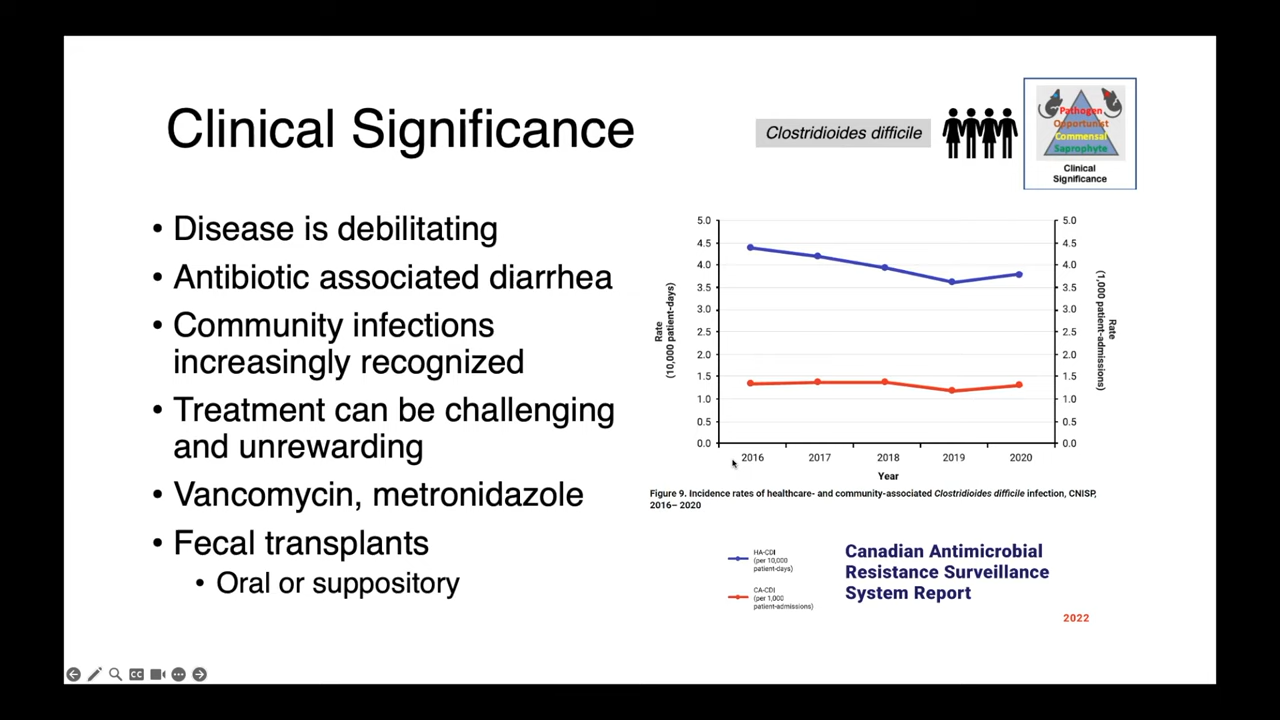 Clinical Significance
Clostridioides difficile
Pathogen
Opportunist
Commensal
Saprophyte
Clinical
Significance
• Disease is debilitating
• Antibiotic associated diarrhea
• Community infections
increasingly recognized
• Treatment can be challenging
and unrewarding
• Vancomycin, metronidazole
• Fecal transplants
• Oral or suppository
Rate
(10,000 patient-days)
5.0
4.5
4.0
3.5
3.0
2.5
2.0
1.5
1.0
0.5
0.0
5.0
4.5
4.0
3.5
3.0
2.5
2.0
1.5
1.0
0.5
0.0
Rate
(1,000 patient-admissions)
2016 2017 2018 2019 2020
Year
Figure 9. Incidence rates of healthcare- and community-associated Clostridioides difficile infection, CNISP,
2016– 2020
HA-CDI
(per 10,000
patient-days)
CA-CDI
(per 1,000
patient-admissions)
Canadian Antimicrobial
Resistance Surveillance
System Report
2022
CC